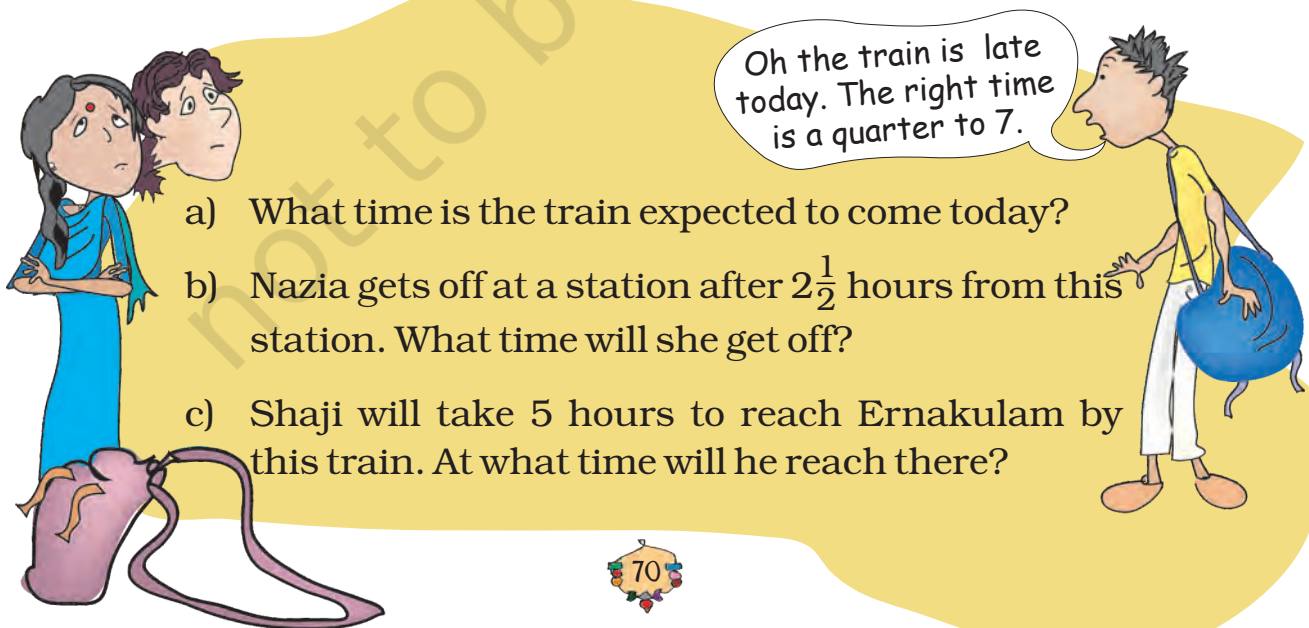 Oh the train is late
today. The right time
is a quarter to 7.
a) What time is the train expected to come today?
b) Nazia gets off at a station after 2½ hours from this
station. What time will she get off?
c) Shaji will take 5 hours to reach Ernakulam by
this train. At what time will he reach there?
70
not to b